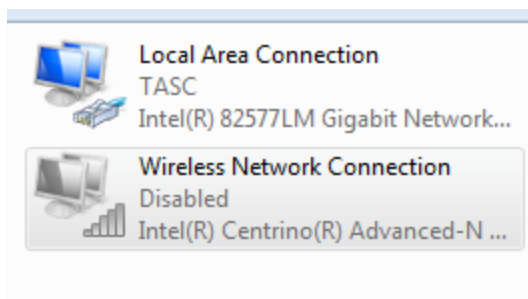 Local Area Connection
TASC
Intel(R) 82577LM Gigabit Network...
Wireless Network Connection
Disabled
Intel(R) Centrino(R) Advanced-N ...